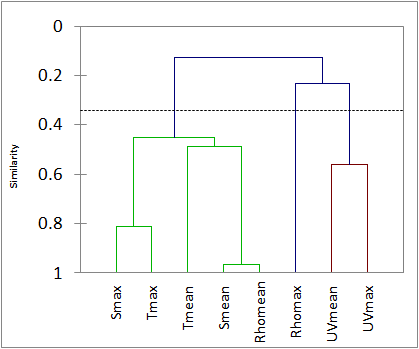 0
0.2
0.4
0.6
0.8
1
Similarity
Smax
Tmax
Tmean
Smean
Rhomean
Rhomax
UVmean
UVmax